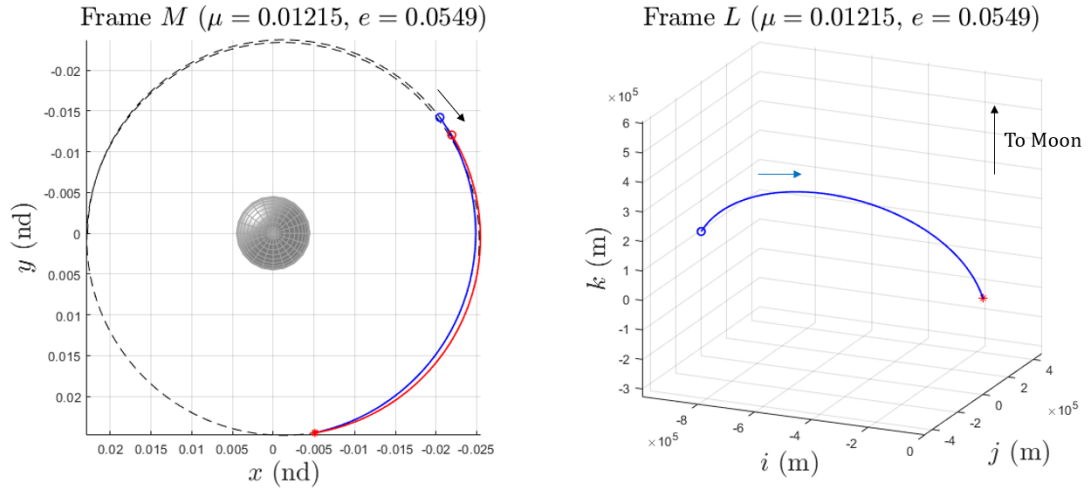 Frame M (μ = 0.01215, e = 0.0549)
-0.02
-0.015
-0.01
-0.005
0
0.005
0.01
0.015
0.02
y (nd)
0.02 0.015 0.01 0.005 0 -0.005 -0.01 -0.015 -0.02 -0.025
x (nd)
Frame L (μ = 0.01215, e = 0.0549)
×10⁵
6
5
4
3
2
1
0
-1
-2
-3
k (m)
To Moon
-8 -6 -4 -2 0
×10⁵
i (m)
-4 -2 0 2 4
×10⁵
j (m)